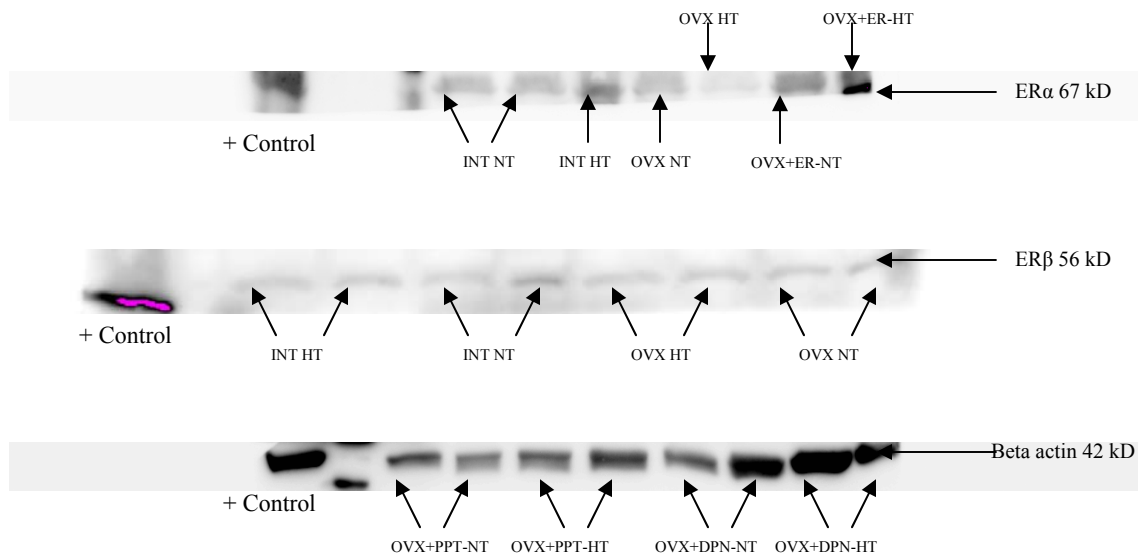 OVX HT OVX+ER-HT
ERα 67 kD
+ Control
INT NT INT HT OVX NT OVX+ER-NT
ERβ 56 kD
+ Control
INT HT INT NT OVX HT OVX NT
Beta actin 42 kD
+ Control
OVX+PPT-NT OVX+PPT-HT OVX+DPN-NT OVX+DPN-HT